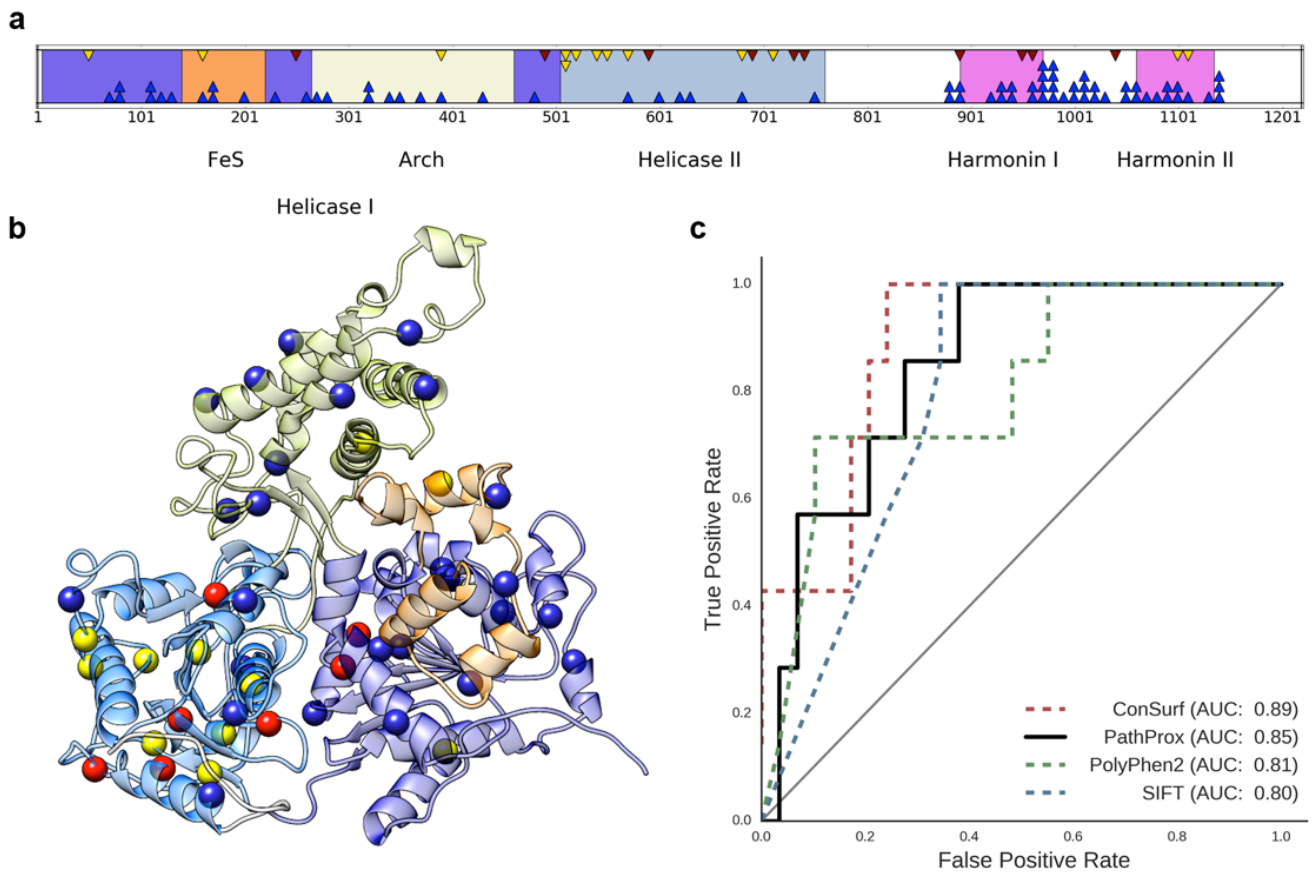 a
1 101 201 301 401 501 601 701 801 901 1001 1101 1201
FeS Arch Helicase II Harmonin I Harmonin II
Helicase I
b
c
1.0
0.8
0.6
0.4
0.2
0.0
True Positive Rate
ConSurf (AUC: 0.89)
PathProx (AUC: 0.85)
PolyPhen2 (AUC: 0.81)
SIFT (AUC: 0.80)
0.0 0.2 0.4 0.6 0.8 1.0
False Positive Rate